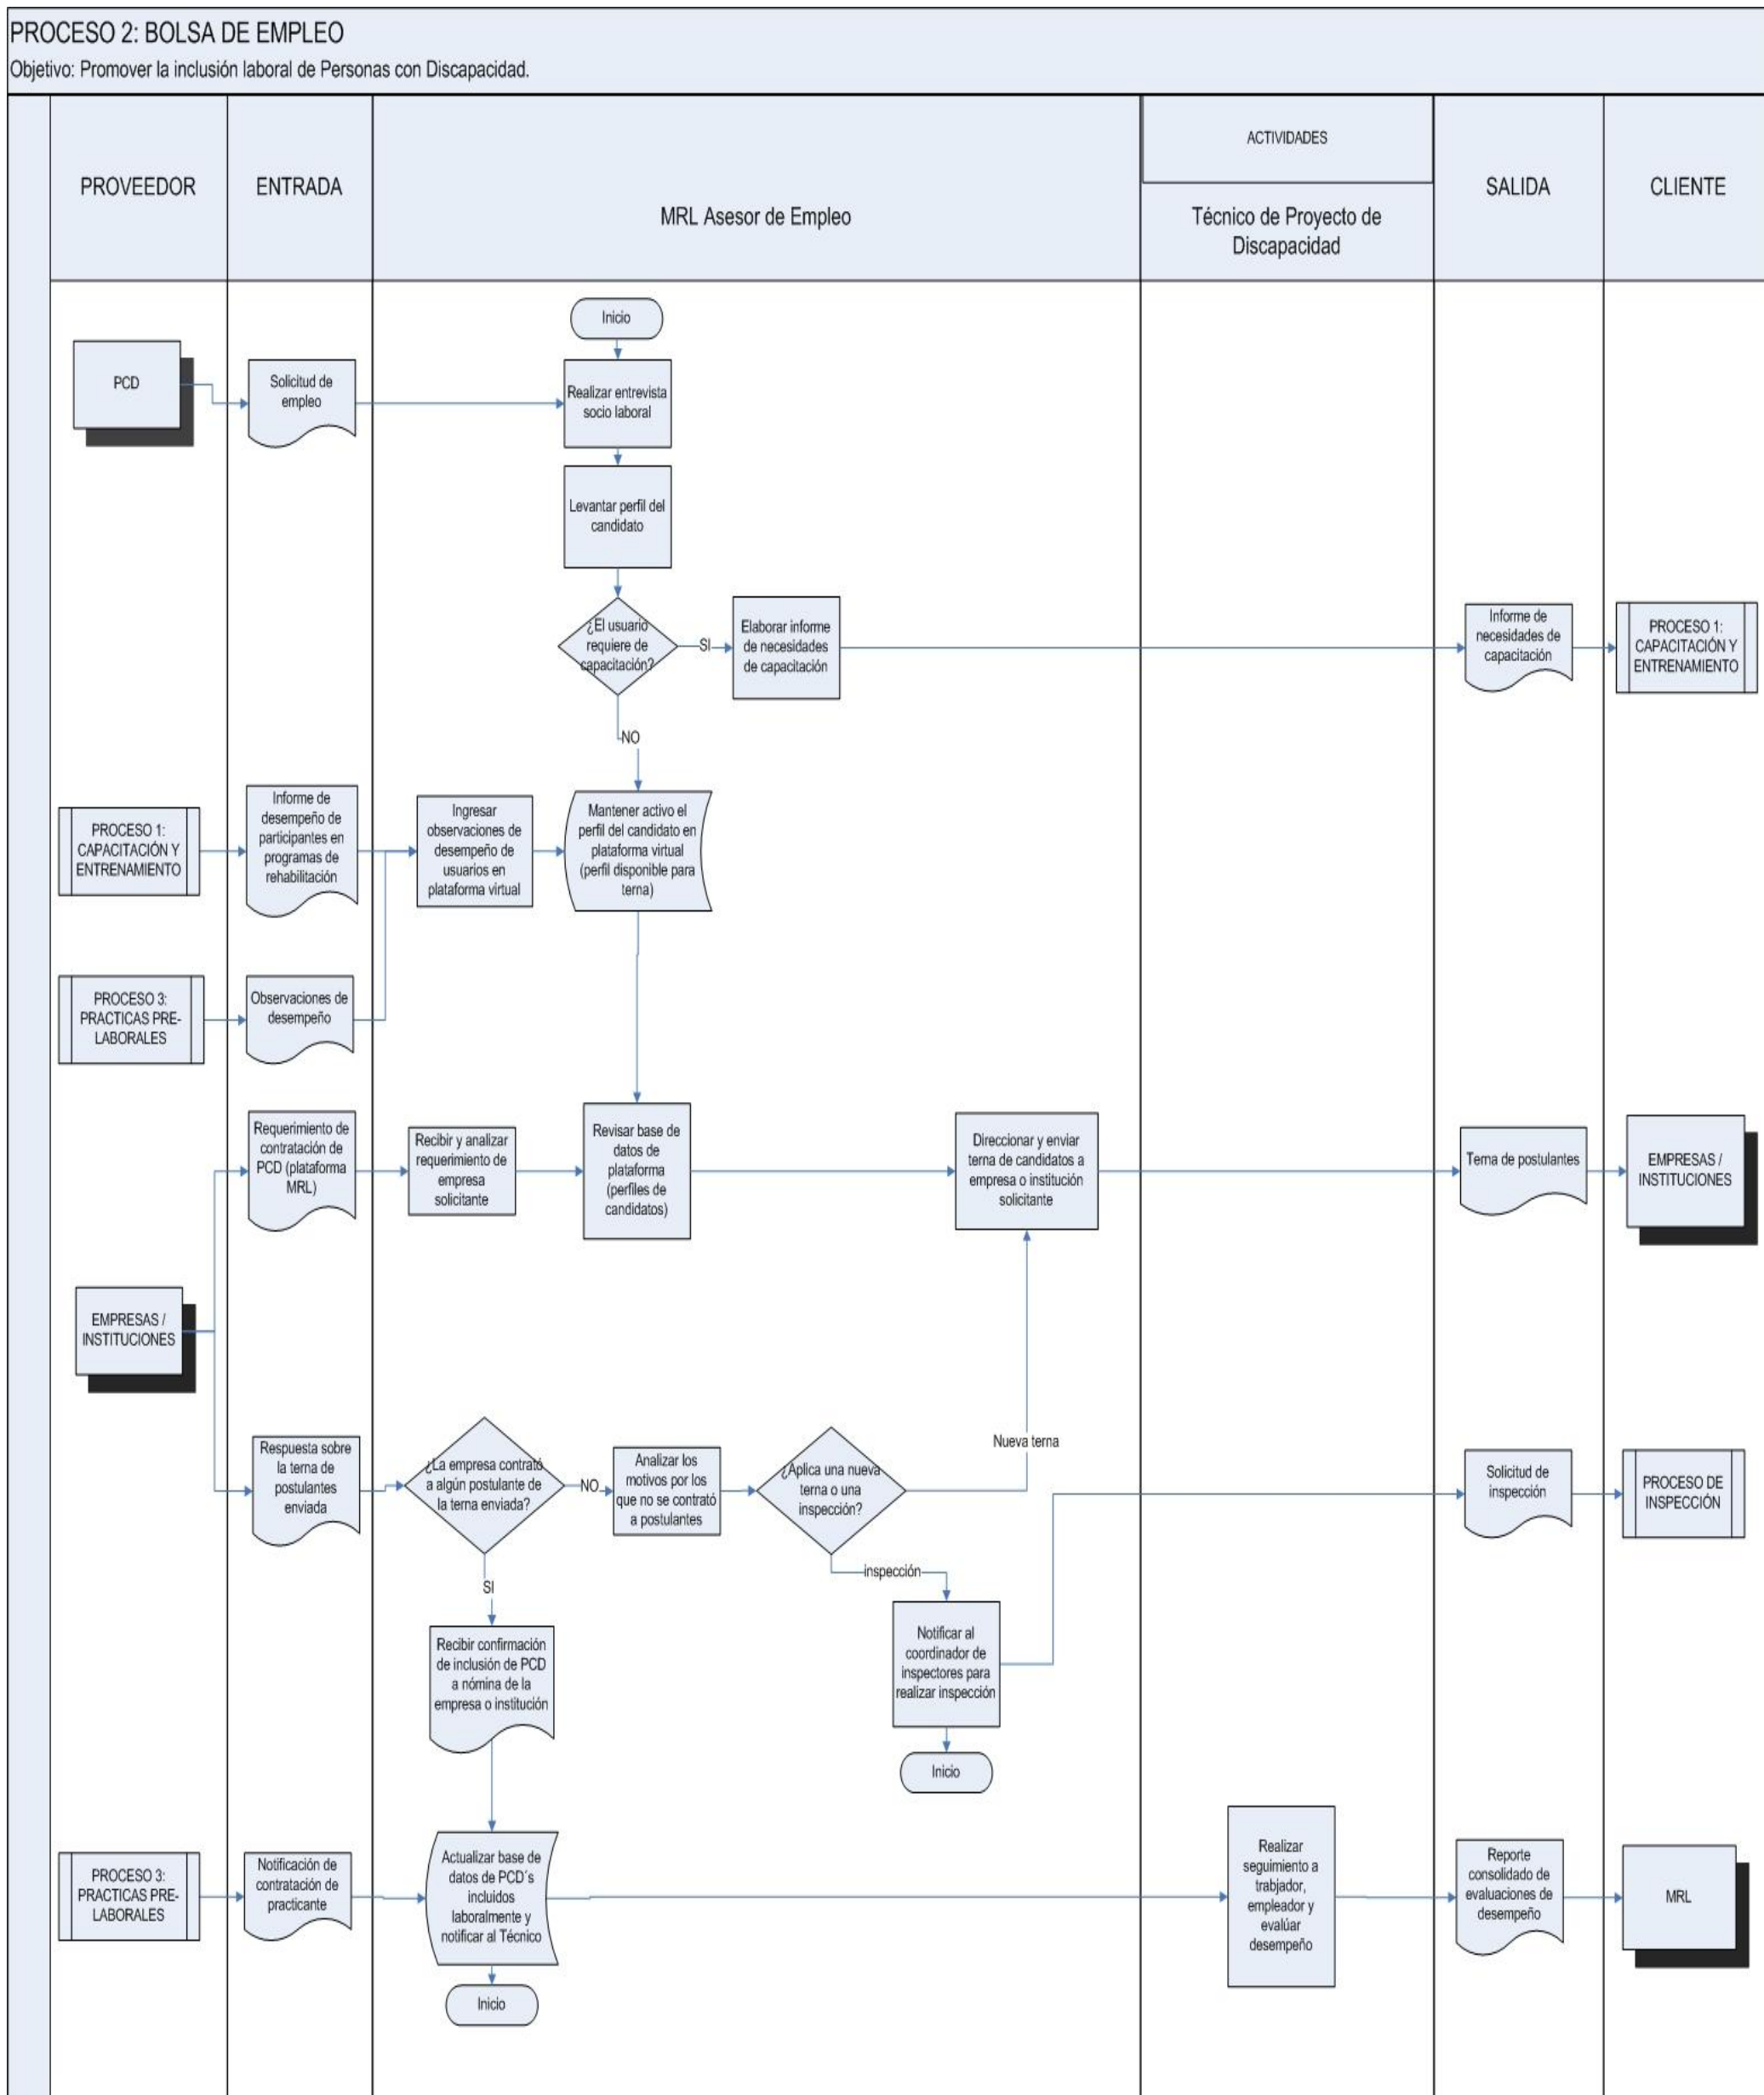 PROCESO 2: BOLSA DE EMPLEO
Objetivo: Promover la inclusión laboral de Personas con Discapacidad.
PROVEEDOR
ENTRADA
MRL Asesor de Empleo
ACTIVIDADES
Técnico de Proyecto de
Discapacidad
SALIDA
CLIENTE
Inicio
PCD
Solicitud de
empleo
Realizar entrevista
socio laboral
Levantar perfil del
candidato
¿El usuario
requiere de
capacitación?
SI
Elaborar informe
de necesidades
de capacitación
Informe de
necesidades de
capacitación
PROCESO 1:
CAPACITACIÓN Y
ENTRENAMIENTO
NO
PROCESO 1:
CAPACITACIÓN Y
ENTRENAMIENTO
Informe de
desempeño de
participantes en
programas de
rehabilitación
Ingresar
observaciones de
desempeño de
usuarios en
plataforma virtual
Mantener activo el
perfil del candidato en
plataforma virtual
(perfil disponible para
terna)
PROCESO 3:
PRACTICAS PRE-
LABORALES
Observaciones de
desempeño
Requerimiento de
contratación de
PCD (plataforma
MRL)
Recibir y analizar
requerimiento de
empresa
solicitante
Revisar base de
datos de
plataforma
(perfiles de
candidatos)
Direccionar y enviar
terna de candidatos a
empresa o institución
solicitante
Terna de postulantes
EMPRESAS /
INSTITUCIONES
EMPRESAS /
INSTITUCIONES
Respuesta sobre
la terna de
postulantes
enviada
¿La empresa contrató
a algún postulante de
la terna enviada?
NO
Analizar los
motivos por los
que no se contrató
a postulantes
¿Aplica una nueva
terna o una
inspección?
Nueva terna
Solicitud de
inspección
PROCESO DE
INSPECCIÓN
inspección
SI
Recibir confirmación
de inclusión de PCD
a nómina de la
empresa o institución
Notificar al
coordinador de
inspectores para
realizar inspección
Inicio
PROCESO 3:
PRACTICAS PRE-
LABORALES
Notificación de
contratación de
practicante
Actualizar base de
datos de PCD´s
incluidos
laboralmente y
notificar al Técnico
Realizar
seguimiento a
trabjador,
empleador y
evalúar
desempeño
Reporte
consolidado de
evaluaciones de
desempeño
MRL
Inicio